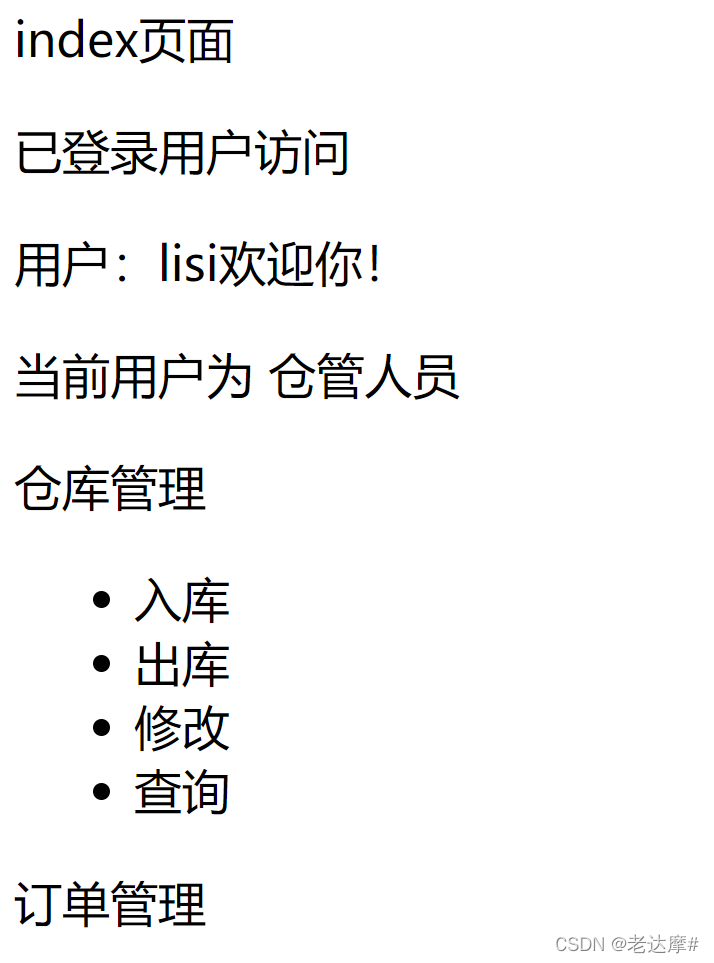 index页面
已登录用户访问
用户：lisi欢迎你！
当前用户为 仓管人员
仓库管理
入库
出库
修改
查询
订单管理
CSDN @老达摩#